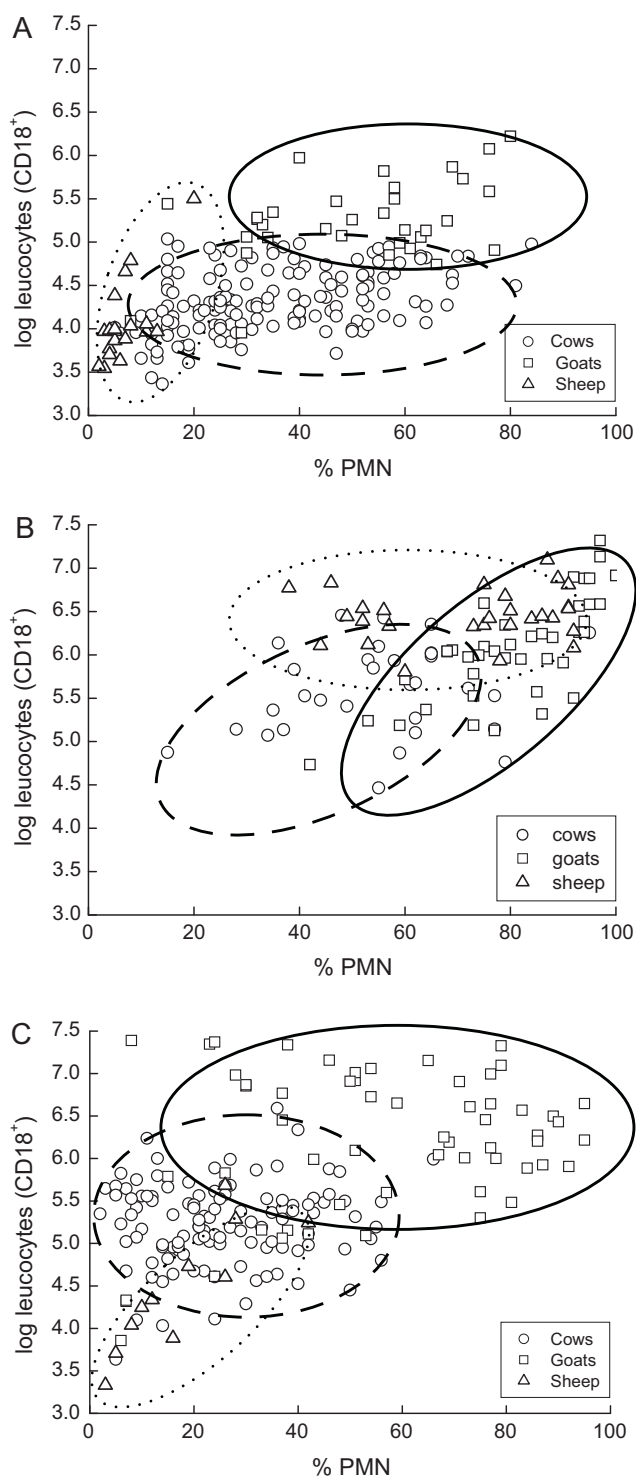 A
7.5
7.0
6.5
6.0
5.5
5.0
4.5
4.0
3.5
3.0
log leucocytes (CD18⁺)
0 20 40 60 80 100
% PMN
Cows
Goats
Sheep
B
7.5
7.0
6.5
6.0
5.5
5.0
4.5
4.0
3.5
3.0
log leucocytes (CD18⁺)
0 20 40 60 80 100
% PMN
cows
goats
sheep
C
7.5
7.0
6.5
6.0
5.5
5.0
4.5
4.0
3.5
3.0
log leucocytes (CD18⁺)
0 20 40 60 80 100
% PMN
Cows
Goats
Sheep